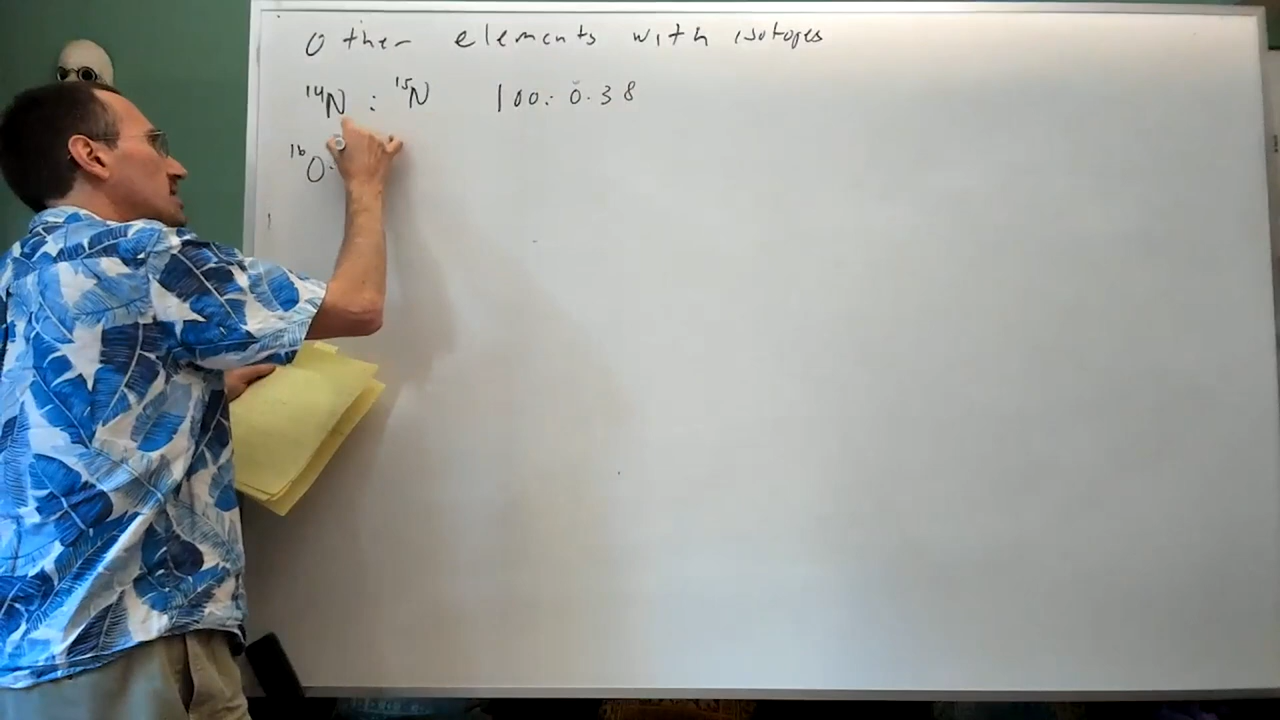 Other elements with isotopes
¹⁴N : ¹⁵N 100: 0.38
¹⁶O.